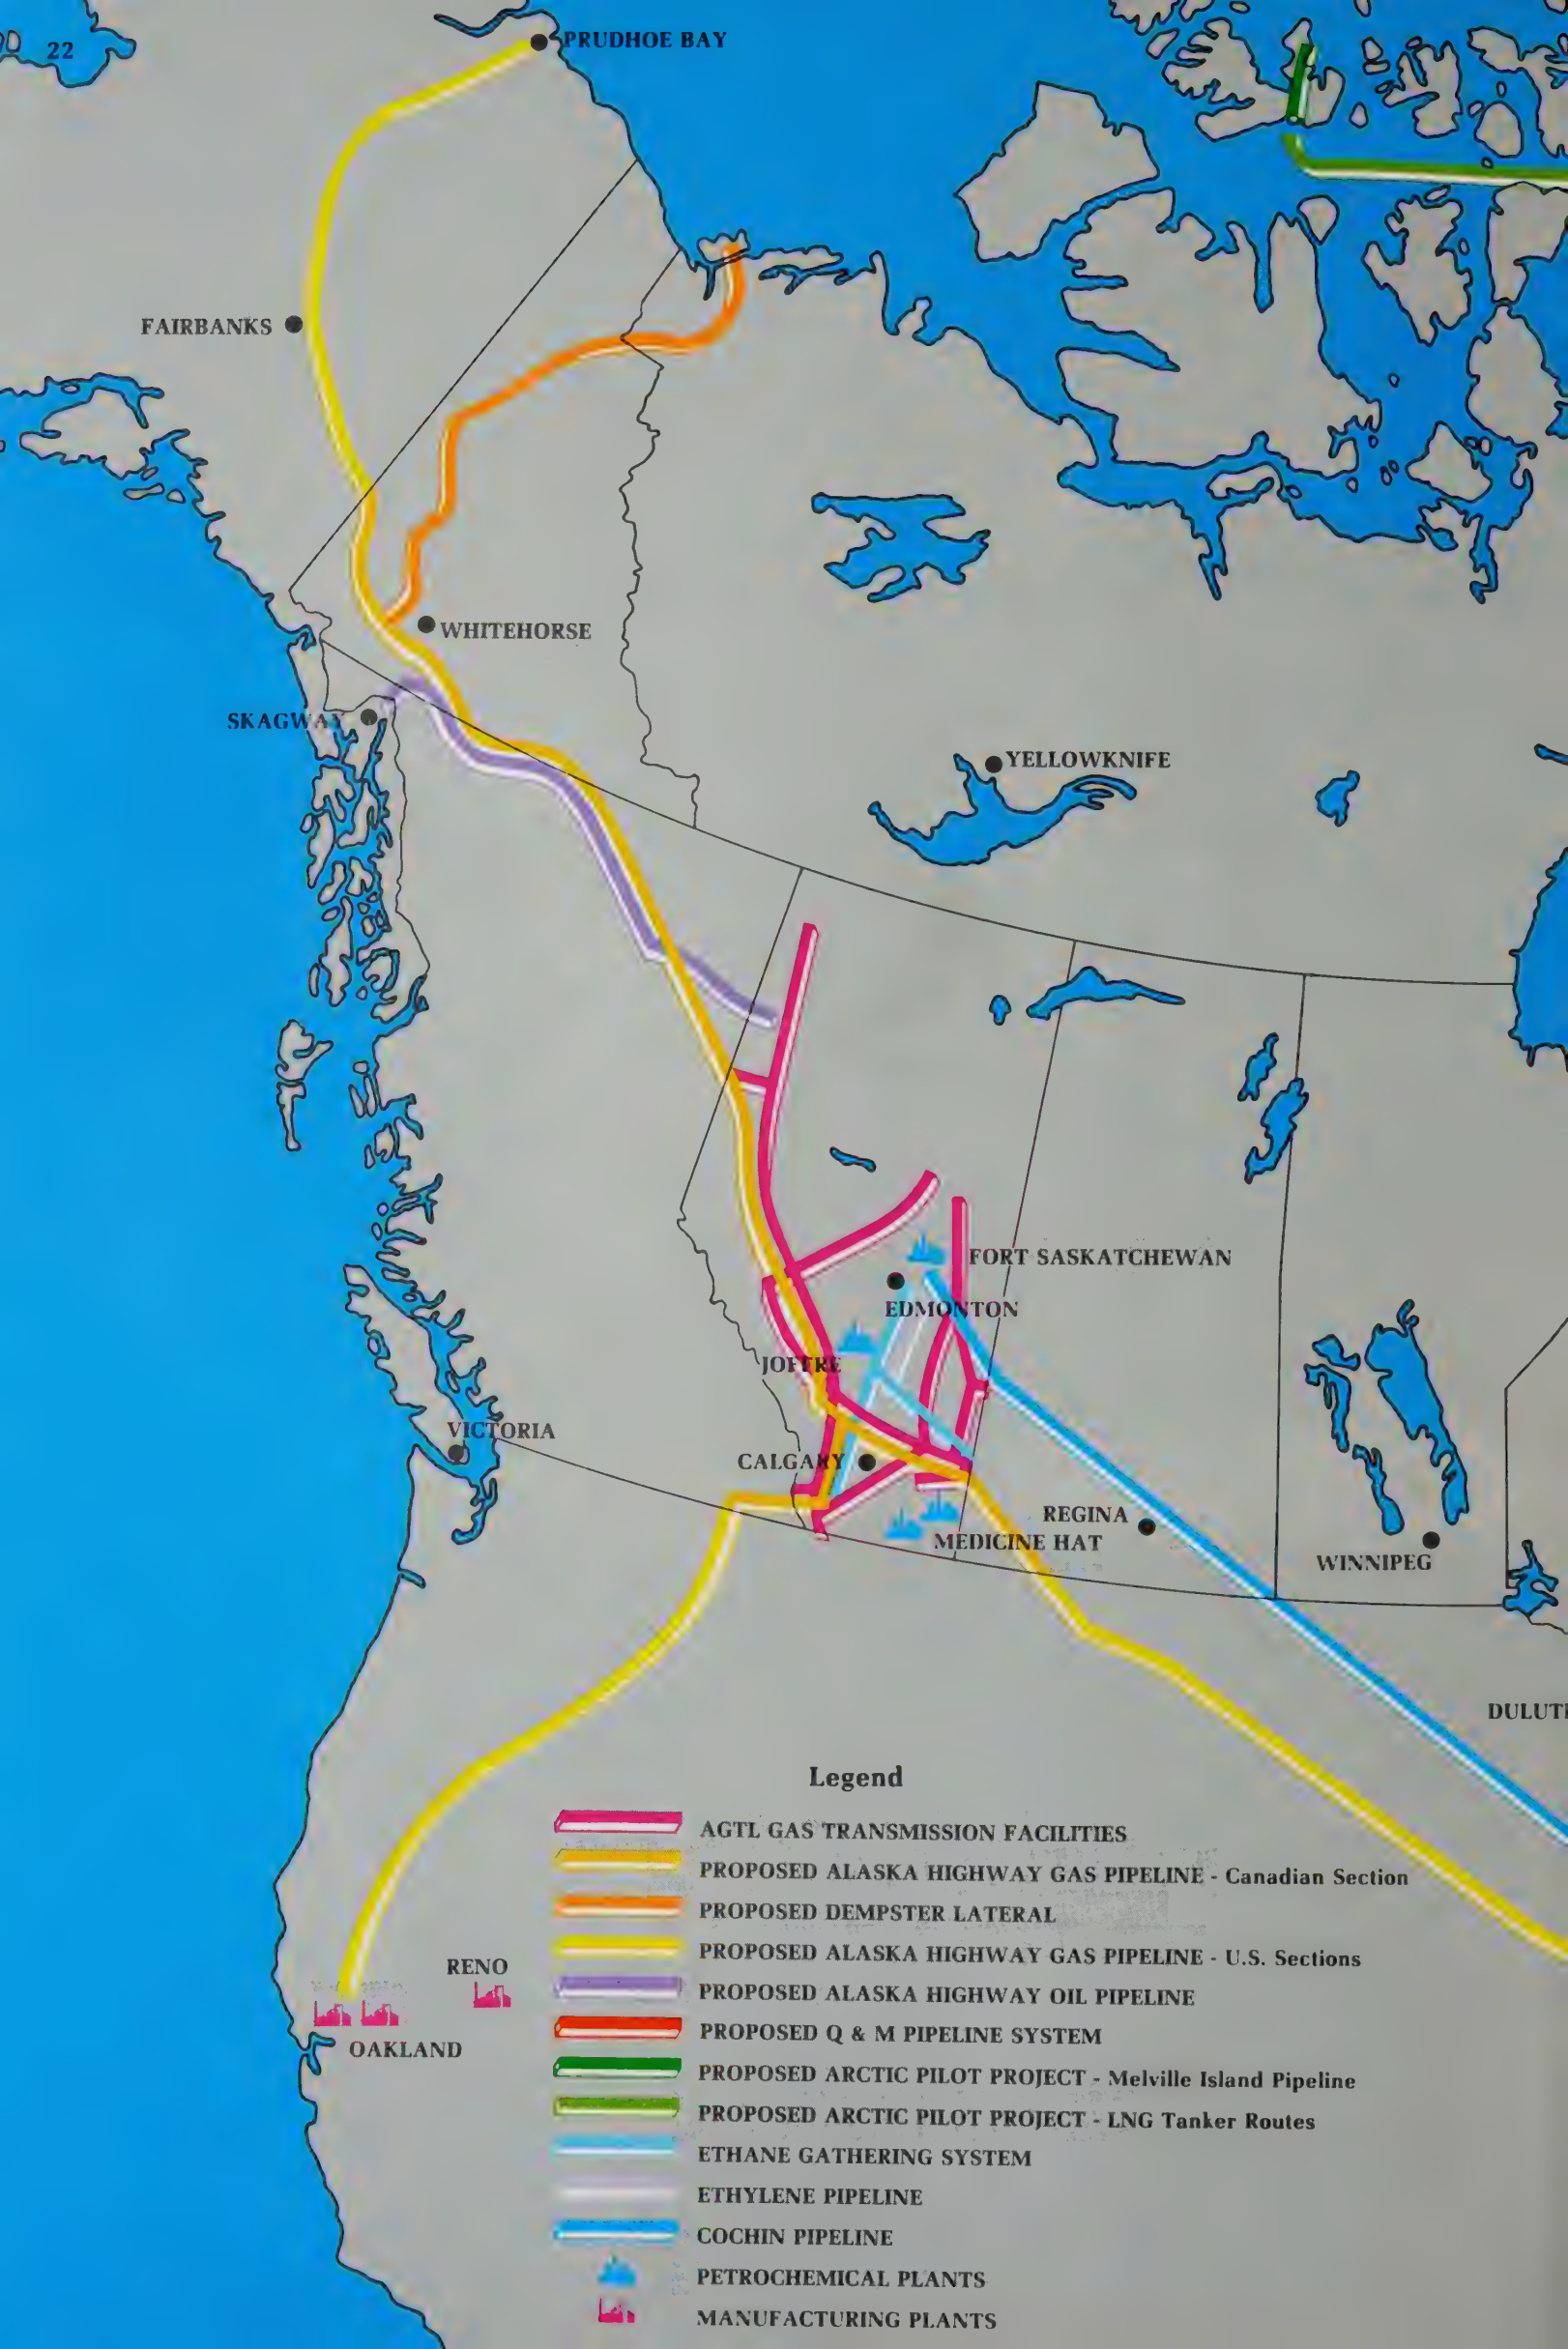 22
PRUDHOE BAY
FAIRBANKS
WHITEHORSE
SKAGWAY
YELLOWKNIFE
FORT SASKATCHEWAN
EDMONTON
JOFFRE
VICTORIA
CALGARY
REGINA
MEDICINE HAT
WINNIPEG
DULUTH
Legend
AGTL GAS TRANSMISSION FACILITIES
PROPOSED ALASKA HIGHWAY GAS PIPELINE - Canadian Section
PROPOSED DEMPSTER LATERAL
PROPOSED ALASKA HIGHWAY GAS PIPELINE - U.S. Sections
RENO
PROPOSED ALASKA HIGHWAY OIL PIPELINE
PROPOSED Q & M PIPELINE SYSTEM
OAKLAND
PROPOSED ARCTIC PILOT PROJECT - Melville Island Pipeline
PROPOSED ARCTIC PILOT PROJECT - LNG Tanker Routes
ETHANE GATHERING SYSTEM
ETHYLENE PIPELINE
COCHIN PIPELINE
PETROCHEMICAL PLANTS
MANUFACTURING PLANTS